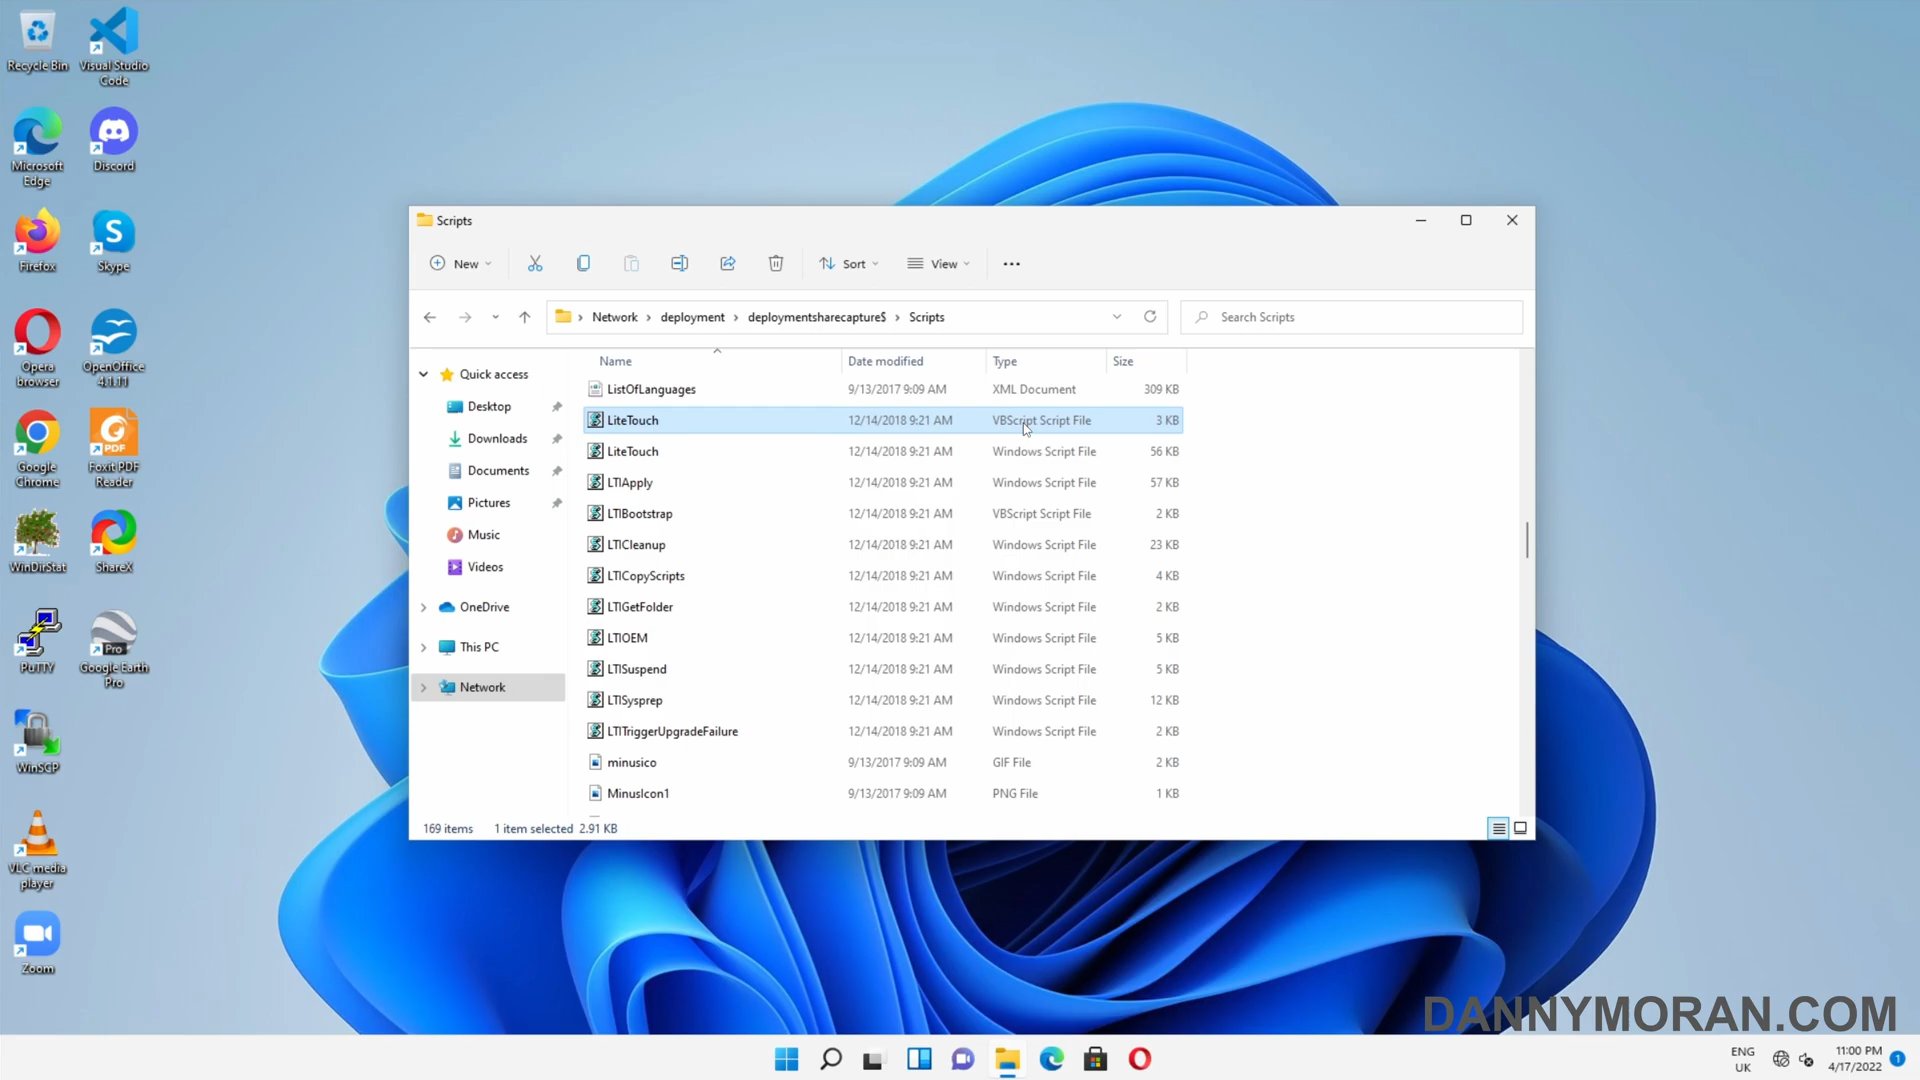 Recycle Bin
Visual Studio
Code
Microsoft
Edge
Discord
Firefox
Skype
Opera
browser
OpenOffice
4.1.11
Google
Chrome
Foxit PDF
Reader
PDF
WinDirStat
ShareX
PuTTY
Google Earth
Pro
Pro
WinSCP
VLC media
player
Zoom
Scripts
New
Sort
View
Network
deployment
deploymentsharecapture$
Scripts
Search Scripts
Quick access
Desktop
Downloads
Documents
Pictures
Music
Videos
OneDrive
This PC
Network
Name Date modified Type Size
ListOfLanguages 9/13/2017 9:09 AM XML Document 309 KB
LiteTouch 12/14/2018 9:21 AM VBScript Script File 3 KB
LiteTouch 12/14/2018 9:21 AM Windows Script File 56 KB
LTIApply 12/14/2018 9:21 AM Windows Script File 57 KB
LTIBootstrap 12/14/2018 9:21 AM VBScript Script File 2 KB
LTICleanup 12/14/2018 9:21 AM Windows Script File 23 KB
LTICopyScripts 12/14/2018 9:21 AM Windows Script File 4 KB
LTIGetFolder 12/14/2018 9:21 AM Windows Script File 2 KB
LTIOEM 12/14/2018 9:21 AM Windows Script File 5 KB
LTISuspend 12/14/2018 9:21 AM Windows Script File 5 KB
LTISysprep 12/14/2018 9:21 AM Windows Script File 12 KB
LTITriggerUpgradeFailure 12/14/2018 9:21 AM Windows Script File 2 KB
minusico 9/13/2017 9:09 AM GIF File 2 KB
MinusIcon1 9/13/2017 9:09 AM PNG File 1 KB
169 items 1 item selected 2.91 KB
DANNYMORAN.COM
ENG
UK
11:00 PM
4/17/2022
1